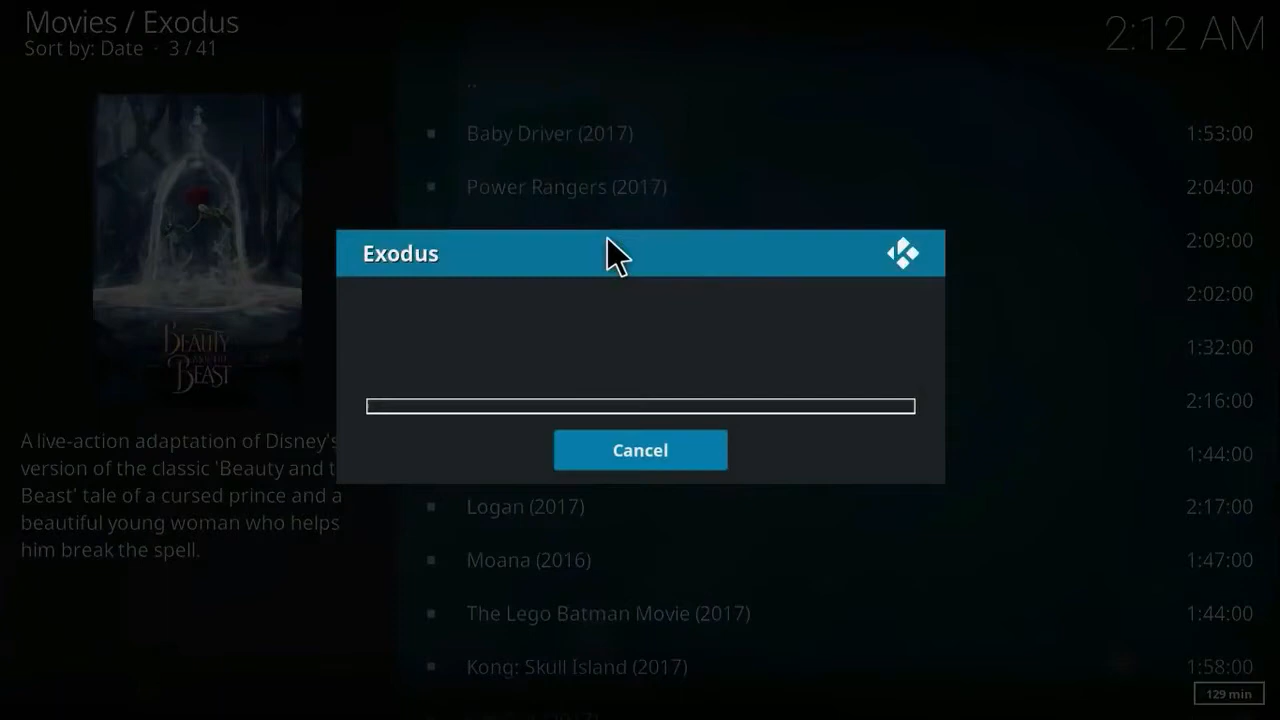 Movies / Exodus
Sort by: Date · 3 / 41
2:12 AM
..
Baby Driver (2017)
1:53:00
Power Rangers (2017)
2:04:00
Exodus
2:09:00
2:02:00
1:32:00
2:16:00
Cancel
1:44:00
BEAUTY
AND THE
BEAST
A live-action adaptation of Disney's
version of the classic 'Beauty and t
Beast' tale of a cursed prince and a
beautiful young woman who helps
him break the spell.
Logan (2017)
2:17:00
Moana (2016)
1:47:00
The Lego Batman Movie (2017)
1:44:00
Kong: Skull Island (2017)
1:58:00
129 min